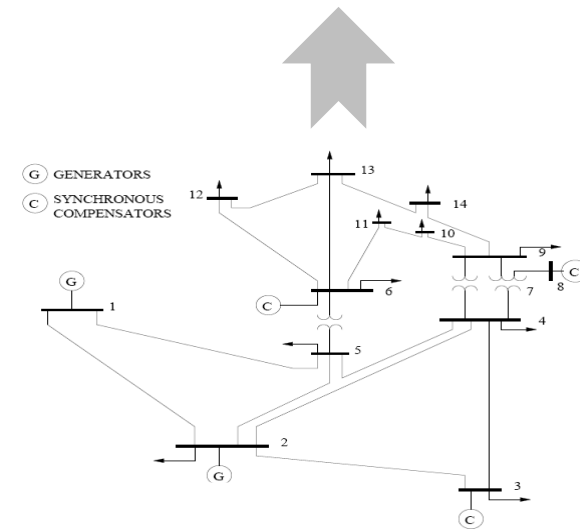 13
G GENERATORS
12
C SYNCHRONOUS
COMPENSATORS
14
11
10
9
G
C
6
C
7
8
1
4
5
2
G
3
C